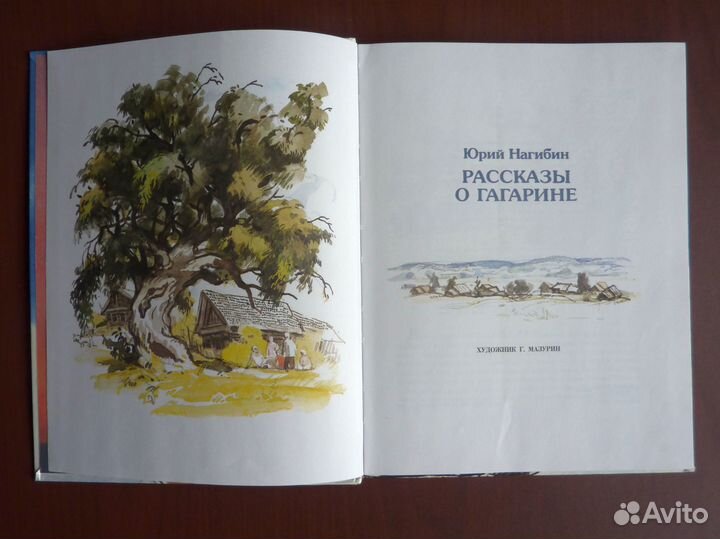 Юрий Нагибин
РАССКАЗЫ
О ГАГАРИНЕ
ХУДОЖНИК Г. МАЗУРИН
Avito